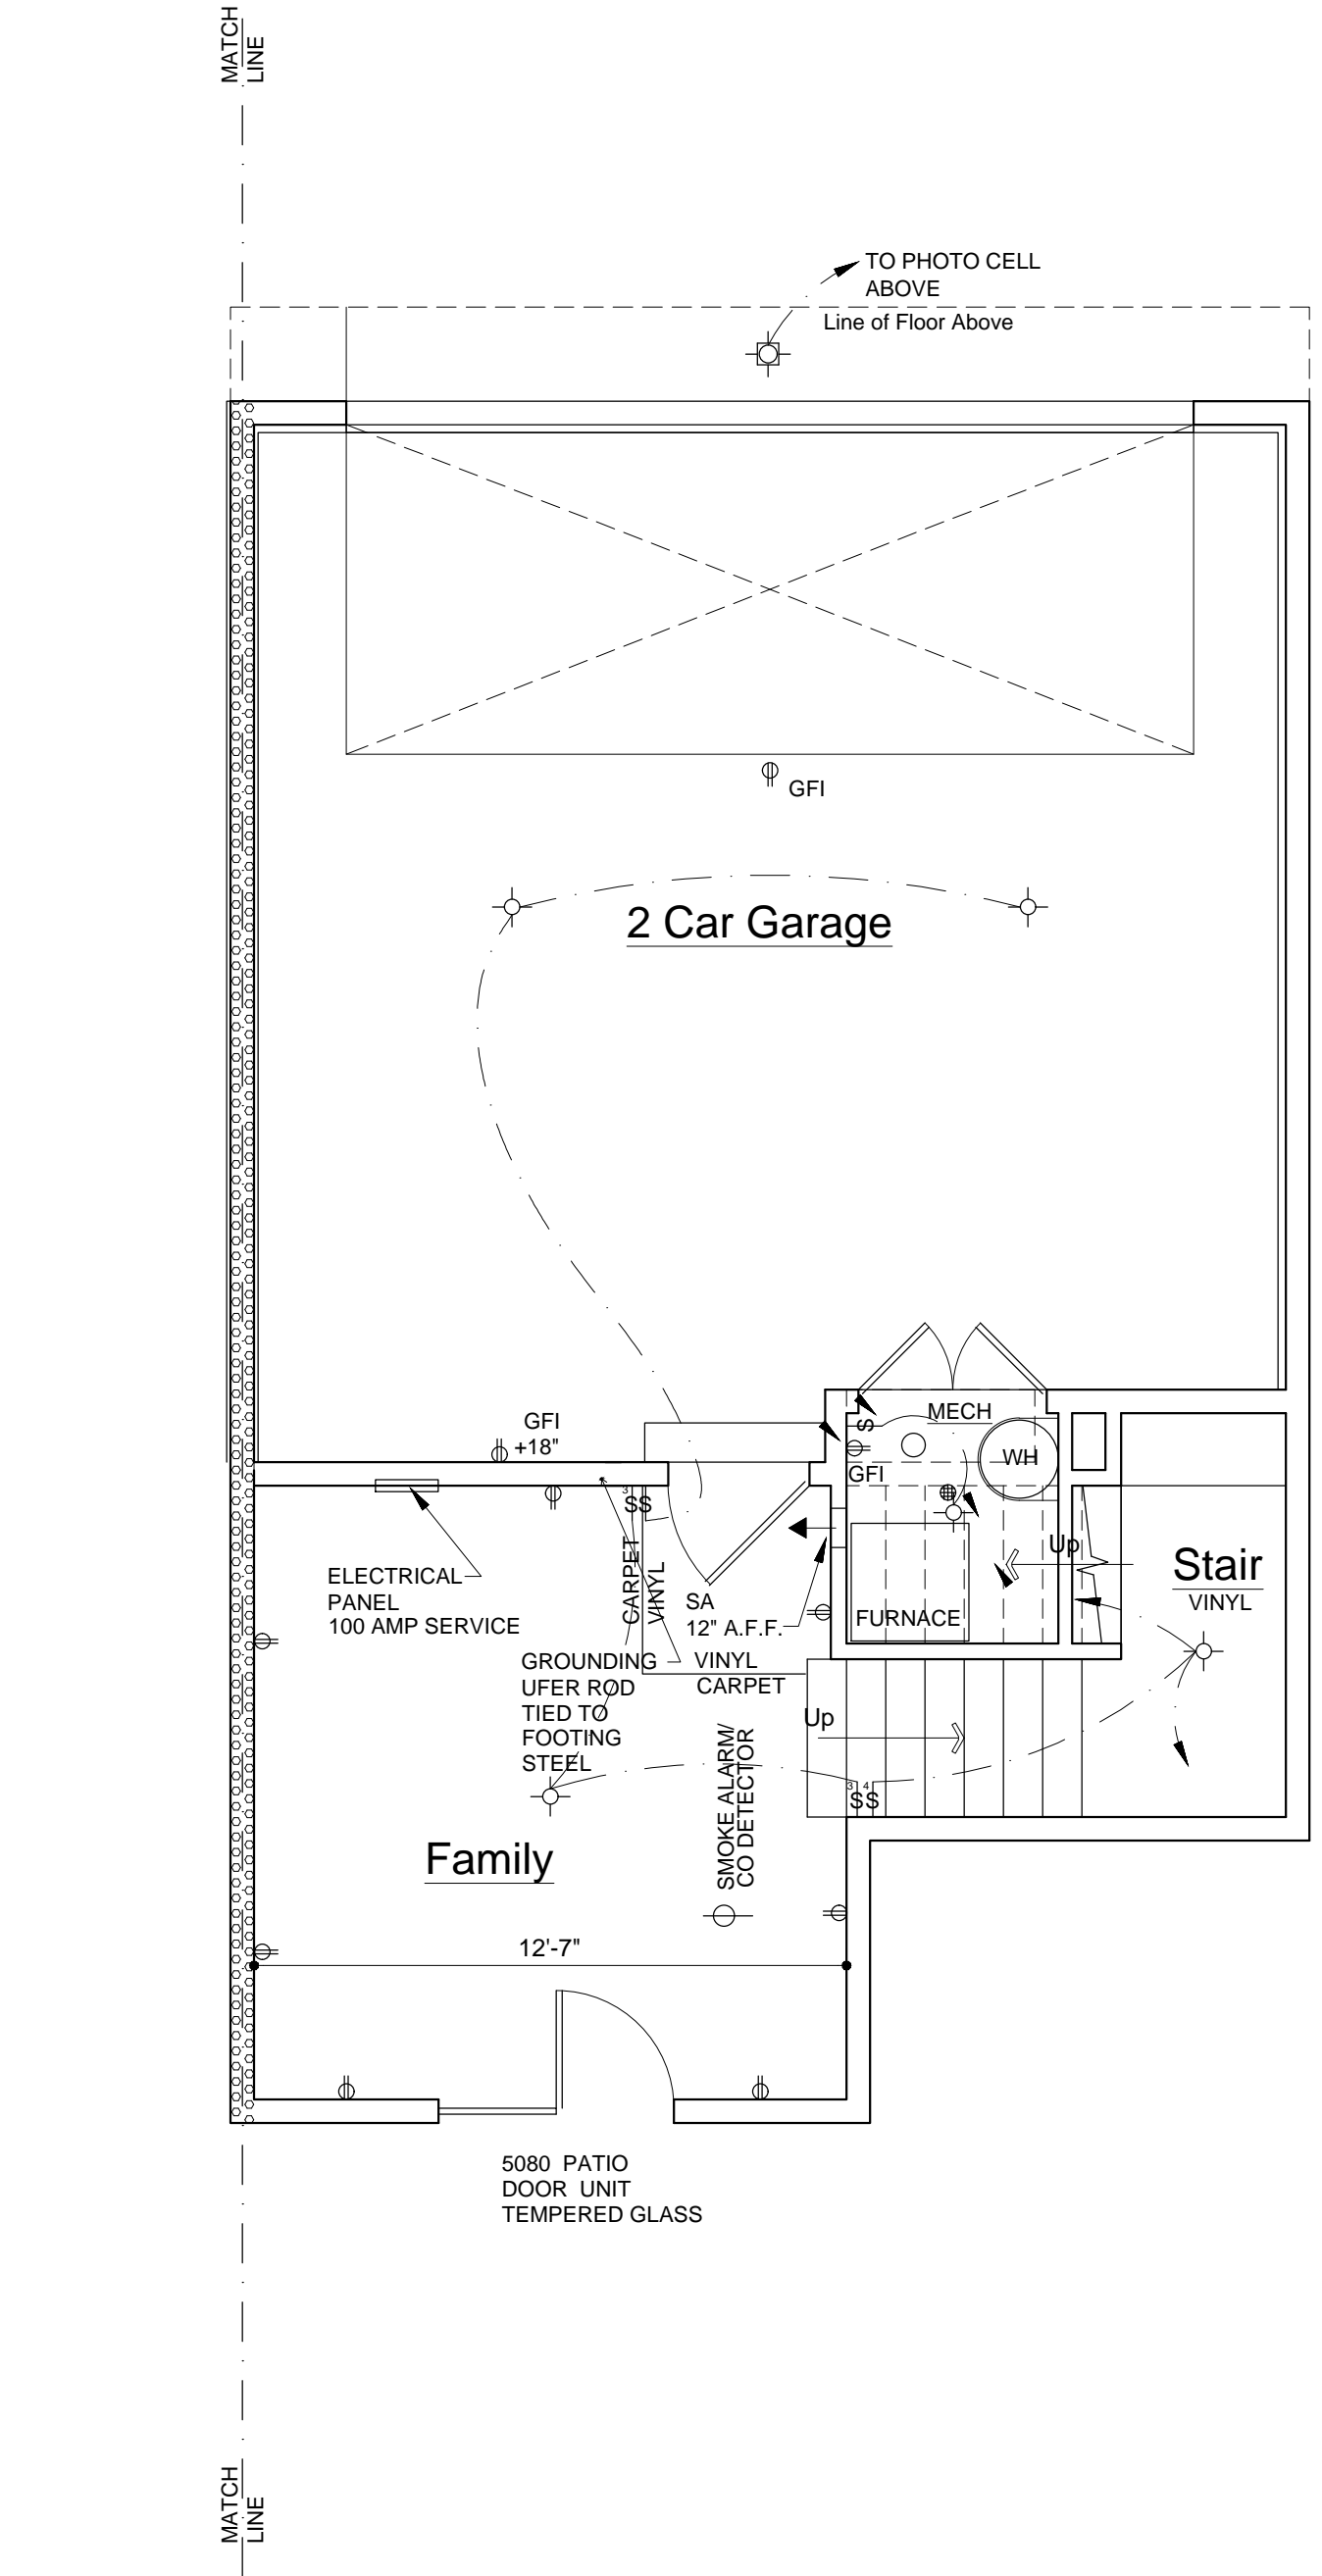 MATCH
LINE
TO PHOTO CELL
ABOVE
Line of Floor Above
GFI
2 Car Garage
GFI
+18"
MECH
S
WH
GFI
3
SS
Up
Stair
VINYL
ELECTRICAL
PANEL
100 AMP SERVICE
CARPET
VINYL
SA
12" A.F.F.
FURNACE
GROUNDING
UFER ROD
TIED TO
FOOTING
STEEL
VINYL
CARPET
Up
SMOKE ALARM/
CO DETECTOR
3 4
SS
Family
12'-7"
5080 PATIO
DOOR UNIT
TEMPERED GLASS
MATCH
LINE